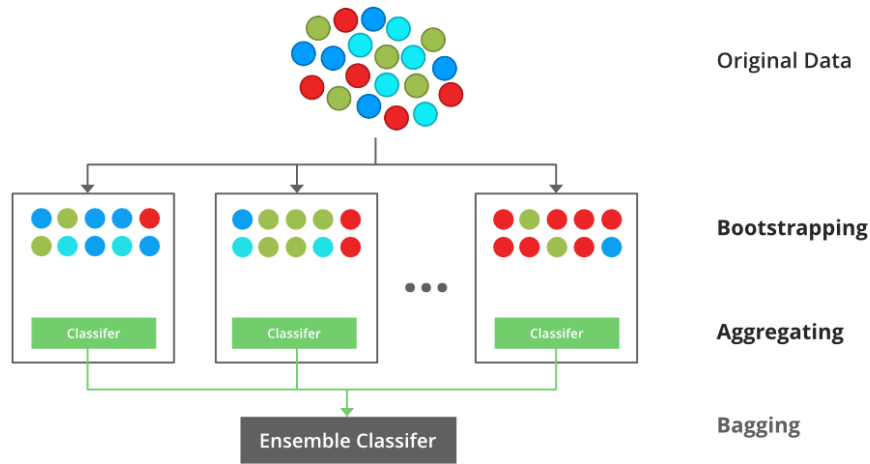 Original Data
Bootstrapping
Classifer
Classifer
Classifer
Aggregating
Ensemble Classifer
Bagging